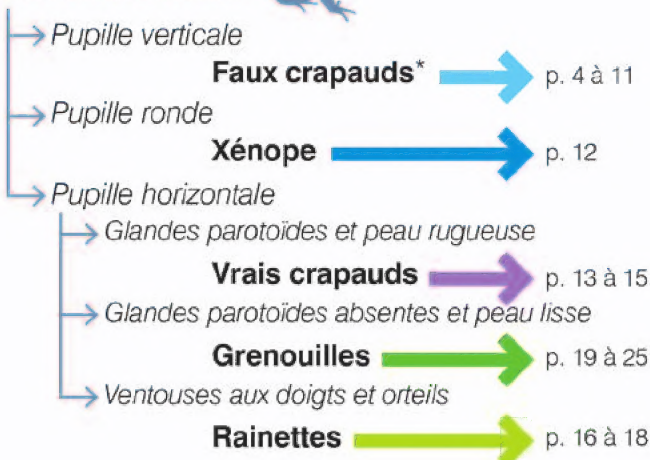 Pupille verticale
Faux crapauds* p. 4 à 11
Pupille ronde
Xénope p. 12
Pupille horizontale
Glandes parotoïdes et peau rugueuse
Vrais crapauds p. 13 à 15
Glandes parotoïdes absentes et peau lisse
Grenouilles p. 19 à 25
Ventouses aux doigts et orteils
Rainettes p. 16 à 18